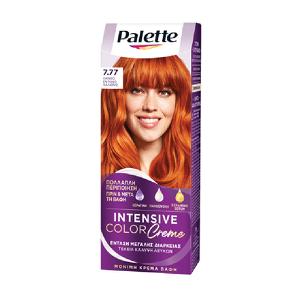 Palette
7.77
ΠΟΛΛΑΠΛΗ
ΠΕΡΙΠΟΙΗΣΗ
ΠΡΙΝ & ΜΕΤΑ
ΤΗ ΒΑΦΗ
INTENSIVE
COLOR Creme
ΕΝΤΑΣΗ ΜΕΓΑΛΗΣ ΔΙΑΡΚΕΙΑΣ
ΤΕΛΕΙΑ ΚΑΛΥΨΗ ΛΕΥΚΩΝ
ΜΟΝΙΜΗ ΚΡΕΜΑ ΒΑΦΗ